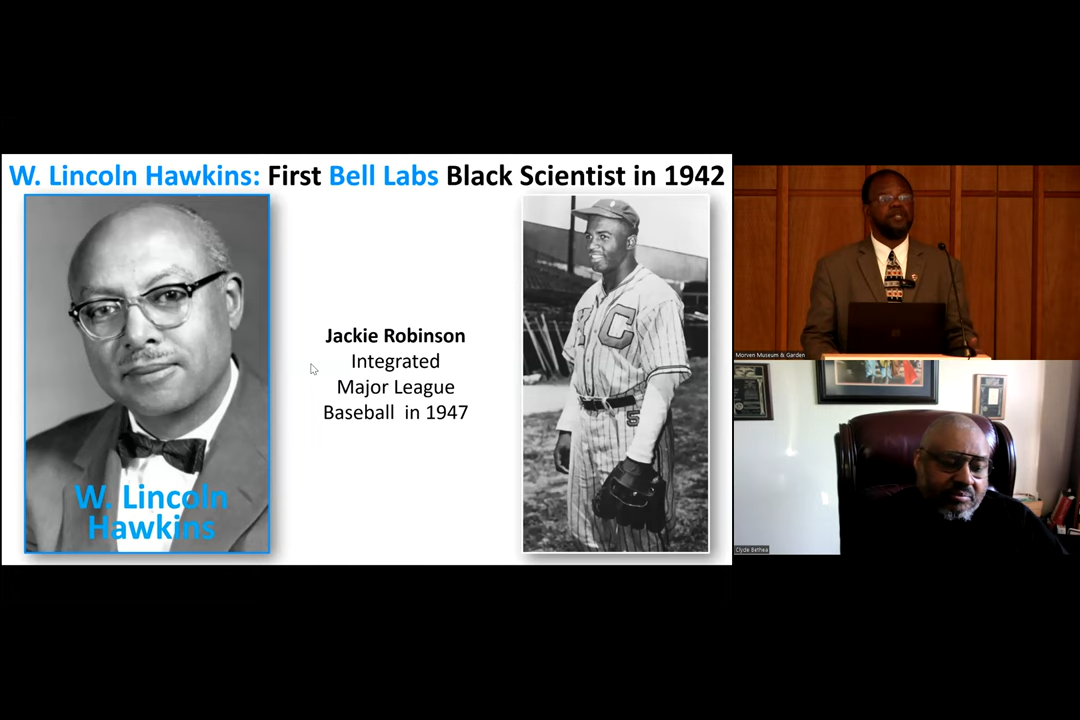 W. Lincoln Hawkins: First Bell Labs Black Scientist in 1942
W. Lincoln
Hawkins
Jackie Robinson
Integrated
Major League
Baseball in 1947
Morven Museum & Garden
Clyde Bethea